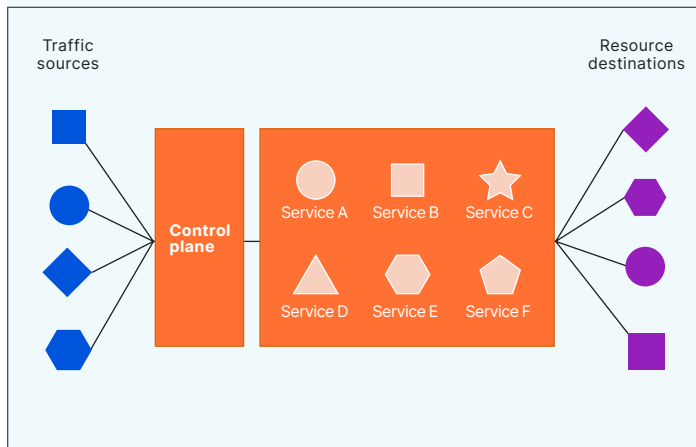 Traffic
sources
Resource
destinations
Control
plane
Service A
Service B
Service C
Service D
Service E
Service F